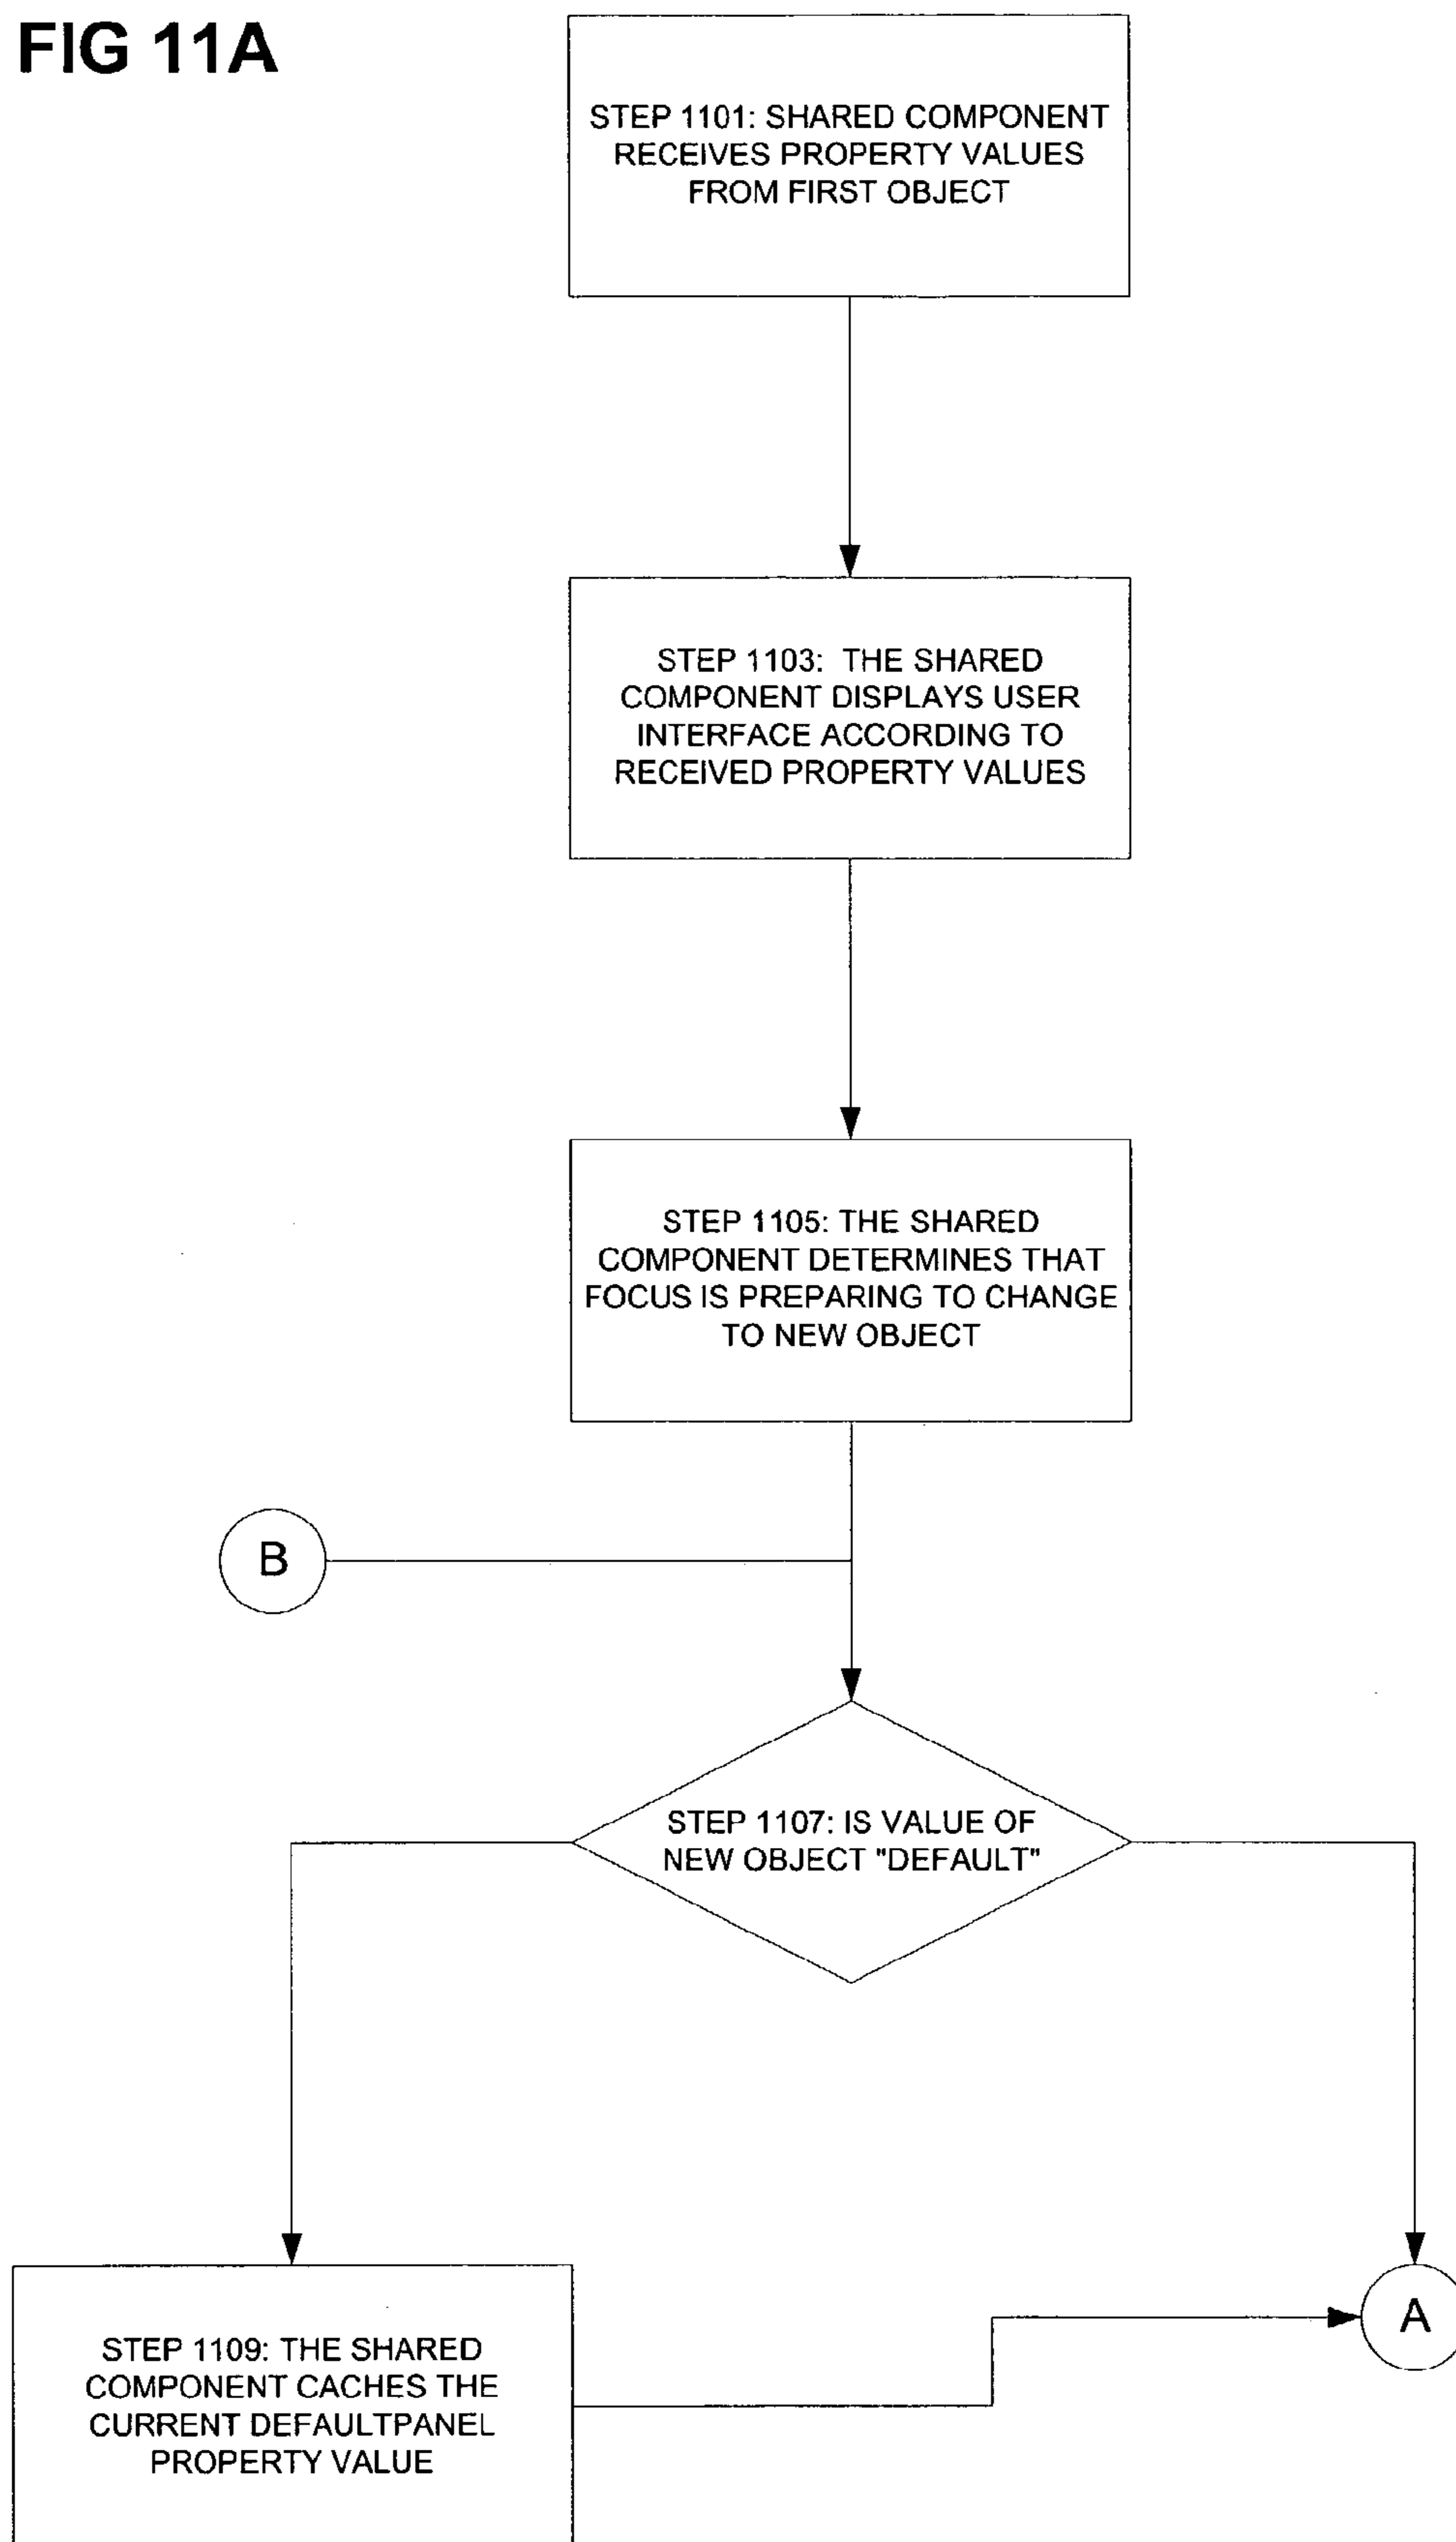 FIG 11A
STEP 1101: SHARED COMPONENT
RECEIVES PROPERTY VALUES
FROM FIRST OBJECT
STEP 1103: THE SHARED
COMPONENT DISPLAYS USER
INTERFACE ACCORDING TO
RECEIVED PROPERTY VALUES
STEP 1105: THE SHARED
COMPONENT DETERMINES THAT
FOCUS IS PREPARING TO CHANGE
TO NEW OBJECT
B
STEP 1107: IS VALUE OF
NEW OBJECT "DEFAULT"
A
STEP 1109: THE SHARED
COMPONENT CACHES THE
CURRENT DEFAULTPANEL
PROPERTY VALUE